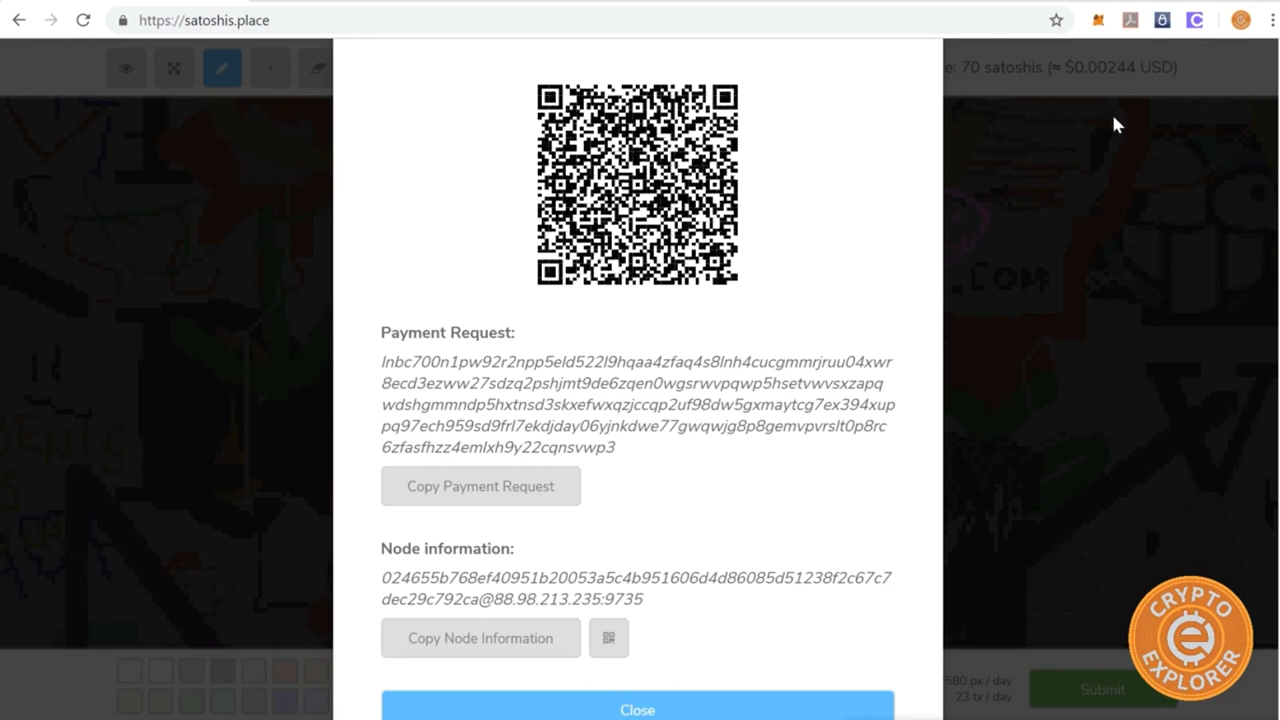 https://satoshis.place
e: 70 satoshis (≈ $0.00244 USD)
.COM
Payment Request:
lnbc700n1pw92r2npp5eld522l9hqaa4zfaq4s8lnh4cucgmmrjruu04xwr
8ecd3ezww27sdzq2pshjmt9de6zqen0wgsrwvpqwp5hsetvwvsxzapq
wdshgmmndp5hxtnsd3skxefwxqzjccqp2uf98dw5gxmaytcg7ex394xup
pq97ech959sd9frl7ekdjday06yjnkdwe77gwqwjg8p8gemvpvrslt0p8rc
6zfasfhzz4emlxh9y22cqnsvwp3
Copy Payment Request
Node information:
024655b768ef40951b20053a5c4b951606d4d86085d51238f2c67c7
dec29c792ca@88.98.213.235:9735
Copy Node Information
580 px / day
23 tx / day
Submit
Close
CRYPTO
EXPLORER